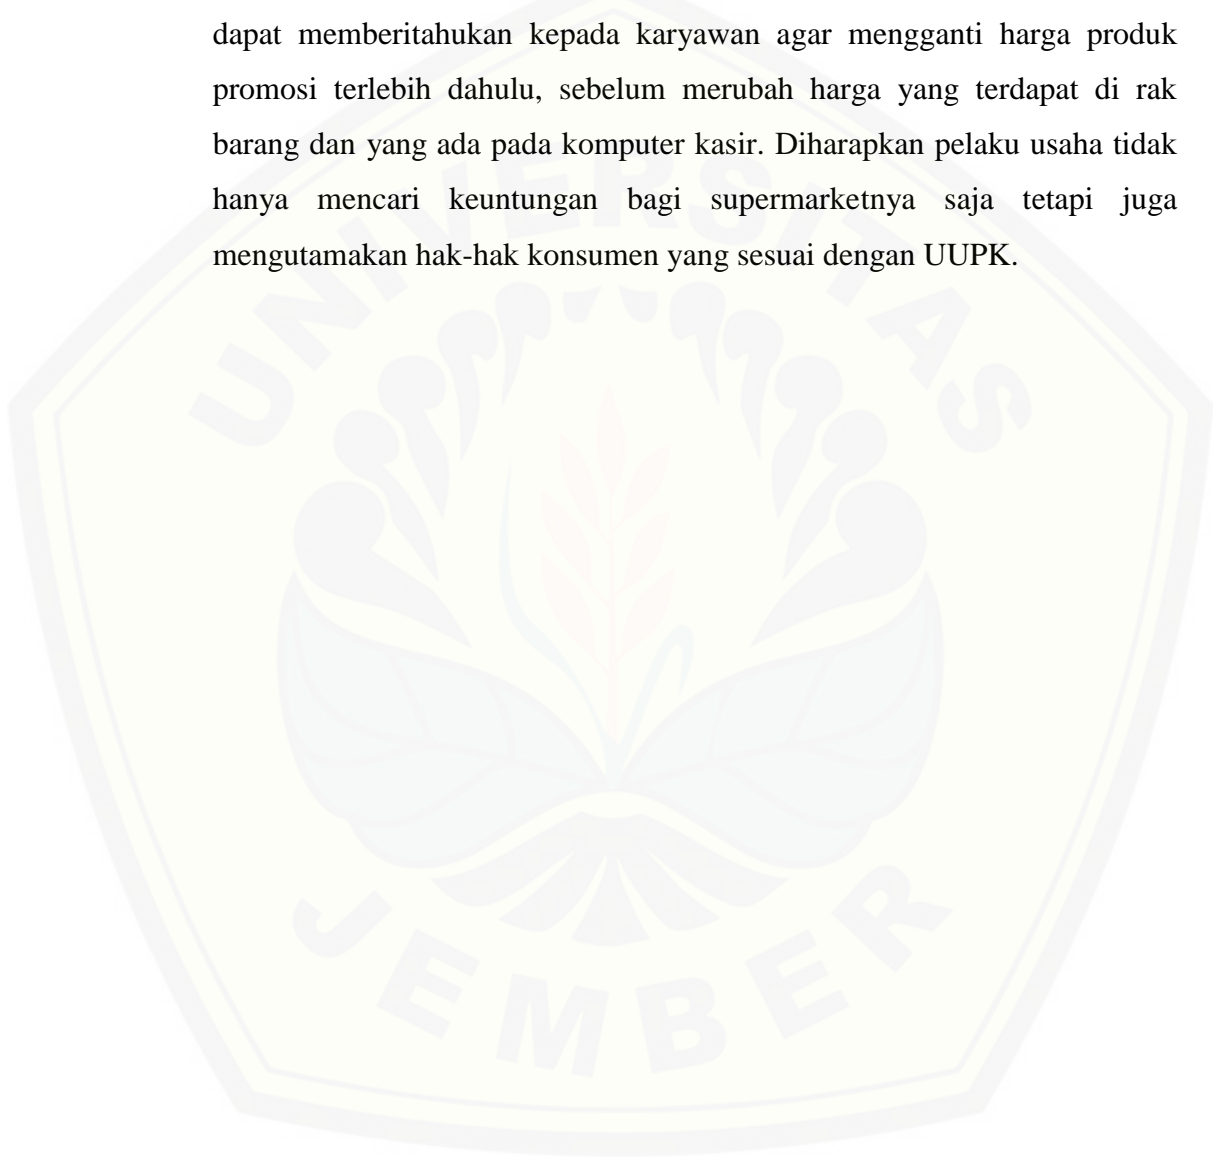 dapat memberitahukan kepada karyawan agar mengganti harga produk
promosi terlebih dahulu, sebelum merubah harga yang terdapat di rak
barang dan yang ada pada komputer kasir. Diharapkan pelaku usaha tidak
hanya mencari keuntungan bagi supermarketnya saja tetapi juga
mengutamakan hak-hak konsumen yang sesuai dengan UUPK.
UNIVERSITAS
JEMBER